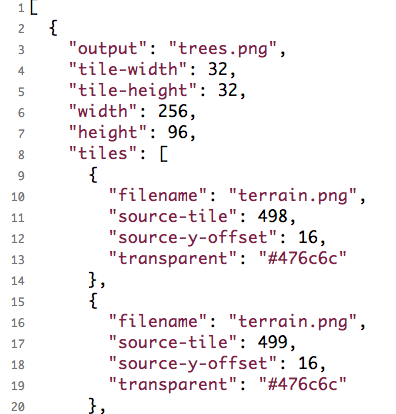 1 [
2   {
3     "output": "trees.png",
4     "tile-width": 32,
5     "tile-height": 32,
6     "width": 256,
7     "height": 96,
8     "tiles": [
9       {
10         "filename": "terrain.png",
11         "source-tile": 498,
12         "source-y-offset": 16,
13         "transparent": "#476c6c"
14       },
15       {
16         "filename": "terrain.png",
17         "source-tile": 499,
18         "source-y-offset": 16,
19         "transparent": "#476c6c"
20       },